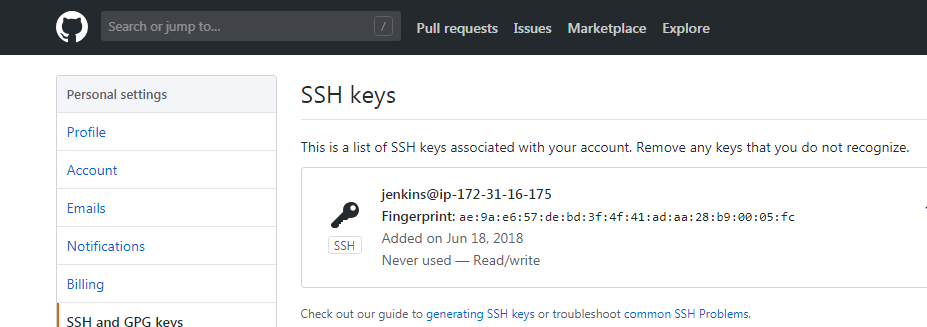 Search or jump to... /
Pull requests Issues Marketplace Explore
Personal settings
Profile
Account
Emails
Notifications
Billing
SSH and GPG keys
SSH keys
This is a list of SSH keys associated with your account. Remove any keys that you do not recognize.
SSH
jenkins@ip-172-31-16-175
Fingerprint: ae:9a:e6:57:de:bd:3f:4f:41:ad:aa:28:b9:00:05:fc
Added on Jun 18, 2018
Never used — Read/write
Check out our guide to generating SSH keys or troubleshoot common SSH Problems.